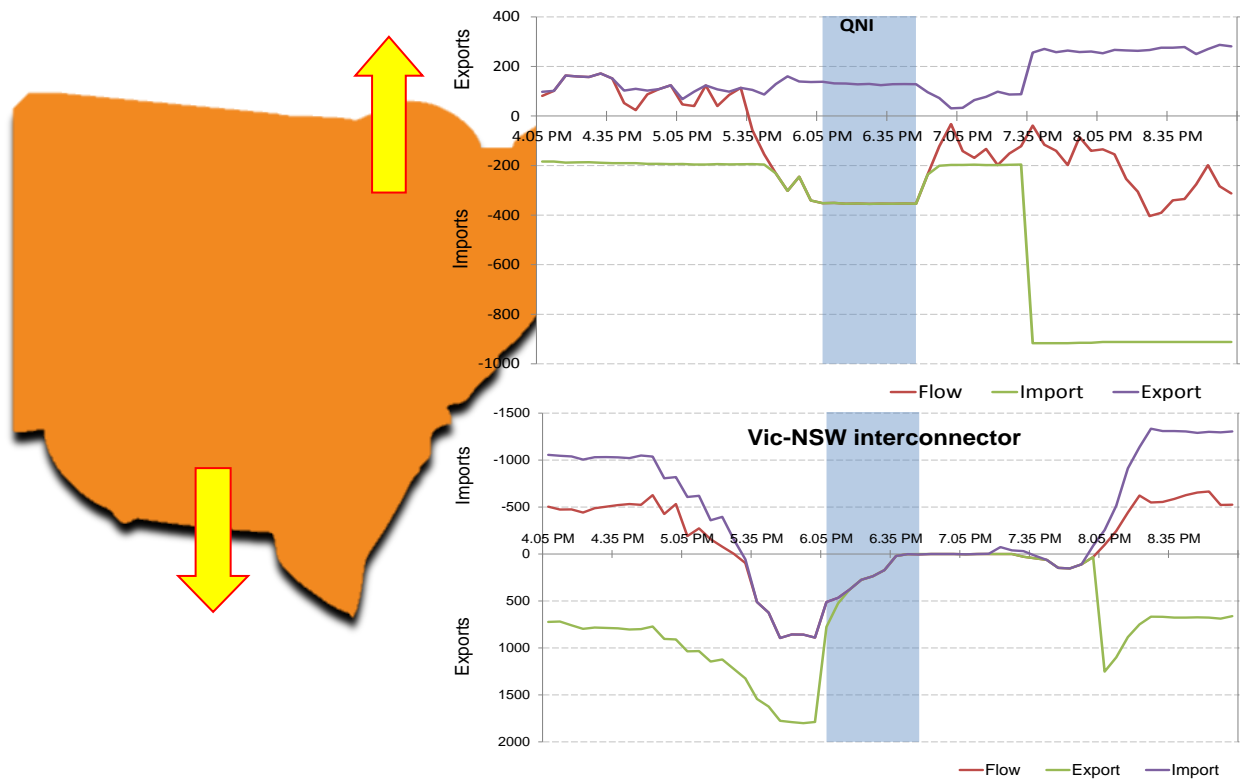 QNI
Exports
Imports
400
200
0
-200
-400
-600
-800
-1000
4.05 PM 4.35 PM 5.05 PM 5.35 PM 6.05 PM 6.35 PM 7.05 PM 7.35 PM 8.05 PM 8.35 PM
Flow Import Export
Vic-NSW interconnector
Imports
Exports
-1500
-1000
-500
4.05 PM 4.35 PM 5.05 PM 5.35 PM 6.05 PM 6.35 PM 7.05 PM 7.35 PM 8.05 PM 8.35 PM
0
500
1000
1500
2000
Flow Export Import